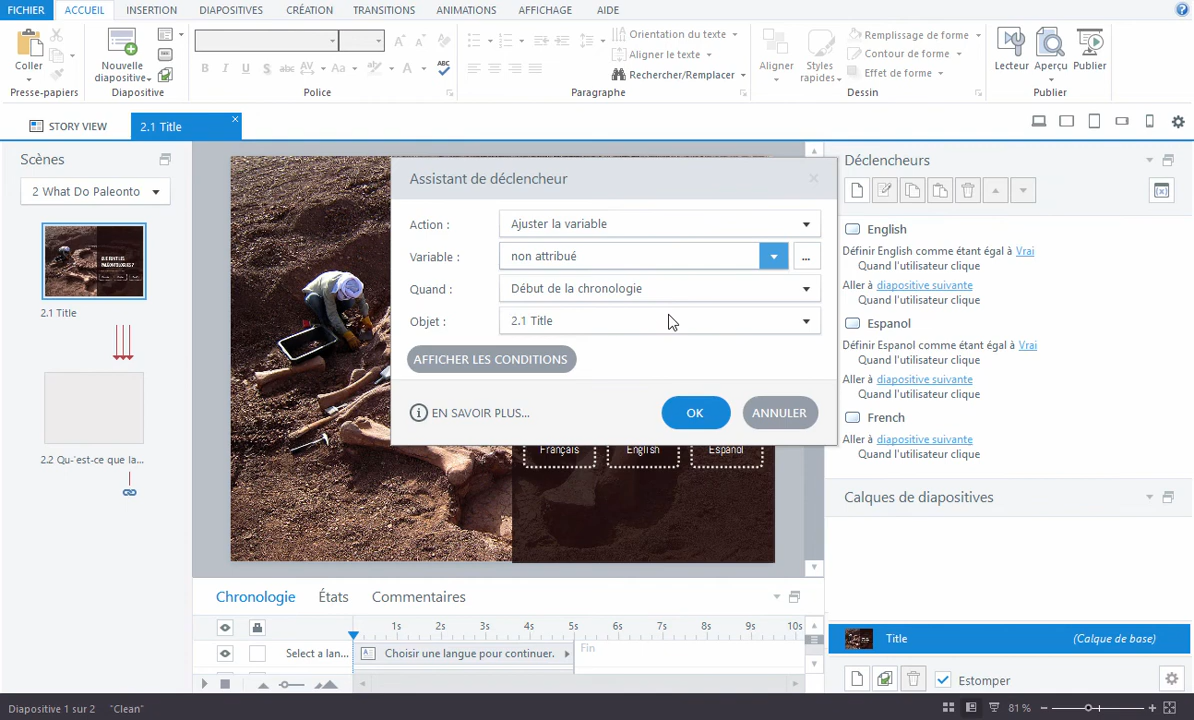 FICHIER ACCUEIL INSERTION DIAPOSITIVES CRÉATION TRANSITIONS ANIMATIONS AFFICHAGE AIDE
Coller
Presse-papiers
Nouvelle
diapositive
Diapositive
B I U S abc AV Aa A ABC
Police
Orientation du texte
Aligner le texte
Rechercher/Remplacer
Paragraphe
Aligner
Styles
rapides
Remplissage de forme
Contour de forme
Effet de forme
Dessin
Lecteur Aperçu Publier
Publier
STORY VIEW
2.1 Title
Scènes
2 What Do Paleonto
2.1 Title
2.2 Qu-'est-ce que la...
Assistant de déclencheur
Action : Ajuster la variable
Variable : non attribué ...
Quand : Début de la chronologie
Objet : 2.1 Title
AFFICHER LES CONDITIONS
EN SAVOIR PLUS...
OK ANNULER
Français English Espanol
Déclencheurs
English
Définir English comme étant égal à Vrai
Quand l'utilisateur clique
Aller à diapositive suivante
Quand l'utilisateur clique
Espanol
Définir Espanol comme étant égal à Vrai
Quand l'utilisateur clique
Aller à diapositive suivante
Quand l'utilisateur clique
French
Aller à diapositive suivante
Quand l'utilisateur clique
Calques de diapositives
Title (Calque de base)
Estomper
Chronologie États Commentaires
1s 2s 3s 4s 5s 6s 7s 8s 9s 10s
Select a lan... Choisir une langue pour continuer. Fin
Diapositive 1 sur 2 "Clean" 81 %